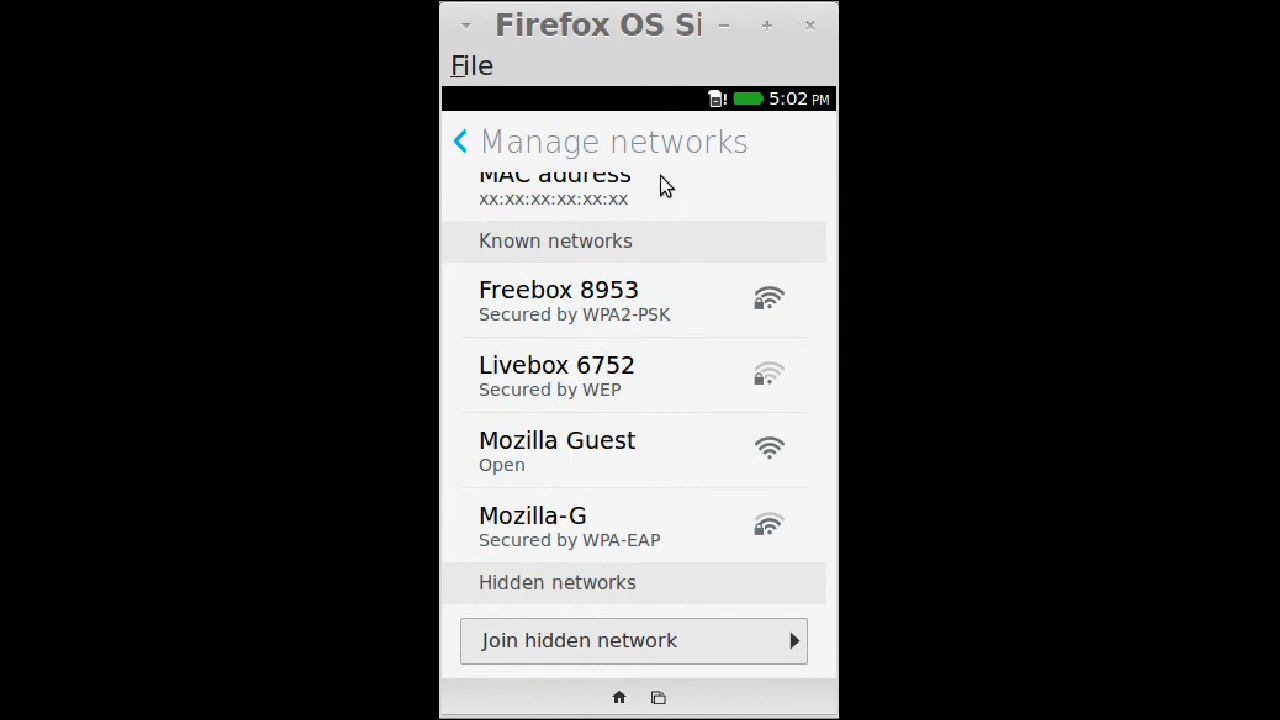 Firefox OS Si
File
5:02 PM
Manage networks
MAC address
xx:xx:xx:xx:xx:xx
Known networks
Freebox 8953
Secured by WPA2-PSK
Livebox 6752
Secured by WEP
Mozilla Guest
Open
Mozilla-G
Secured by WPA-EAP
Hidden networks
Join hidden network